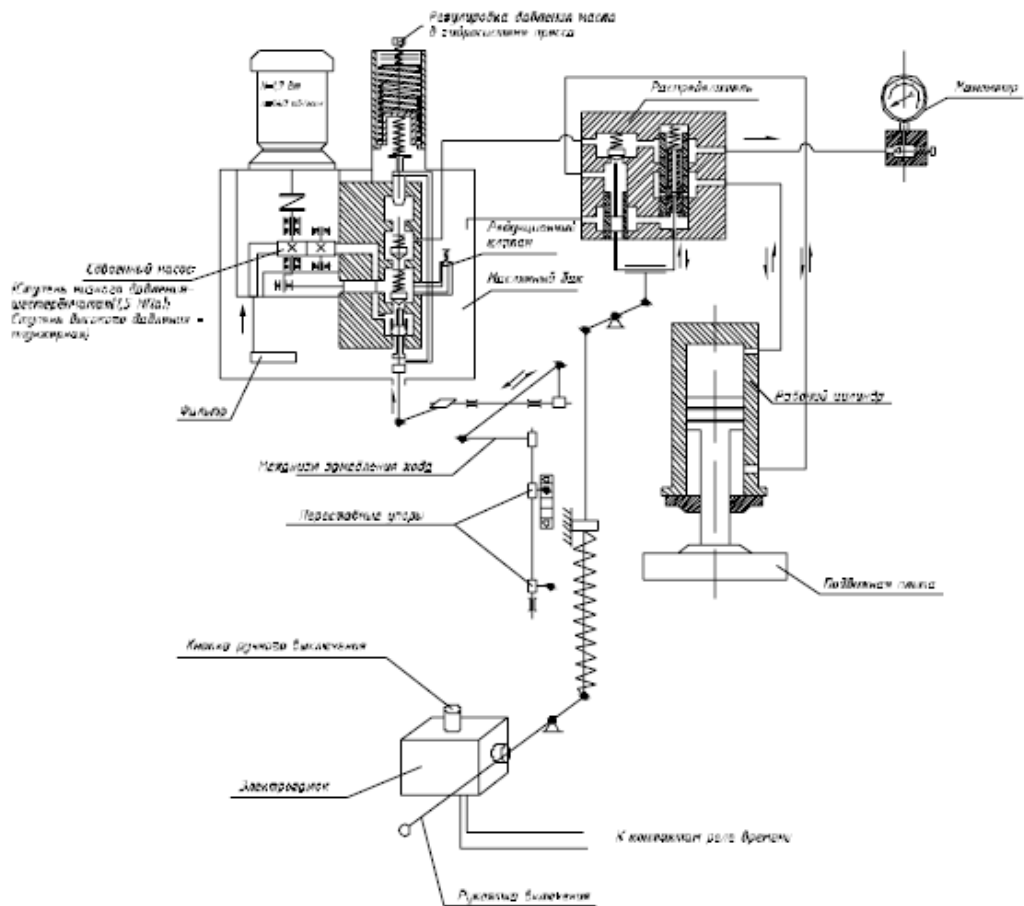 Регулировка давления масла
в гидросистеме пресса
Распределитель
Манометр
Редукционный
клапан
Масляный бак
Сдвоенный насос:
(Ступень низкого давления-
шестерёнчатая(1,5 МПа);
Ступень высокого давления -
плунжерная)
Фильтр
Рабочий цилиндр
Механизм замедления хода
Переставные упоры
Подвижная плита
Кнопка ручного выключения
Электроящик
К контактам реле времени
Рукоятка включения